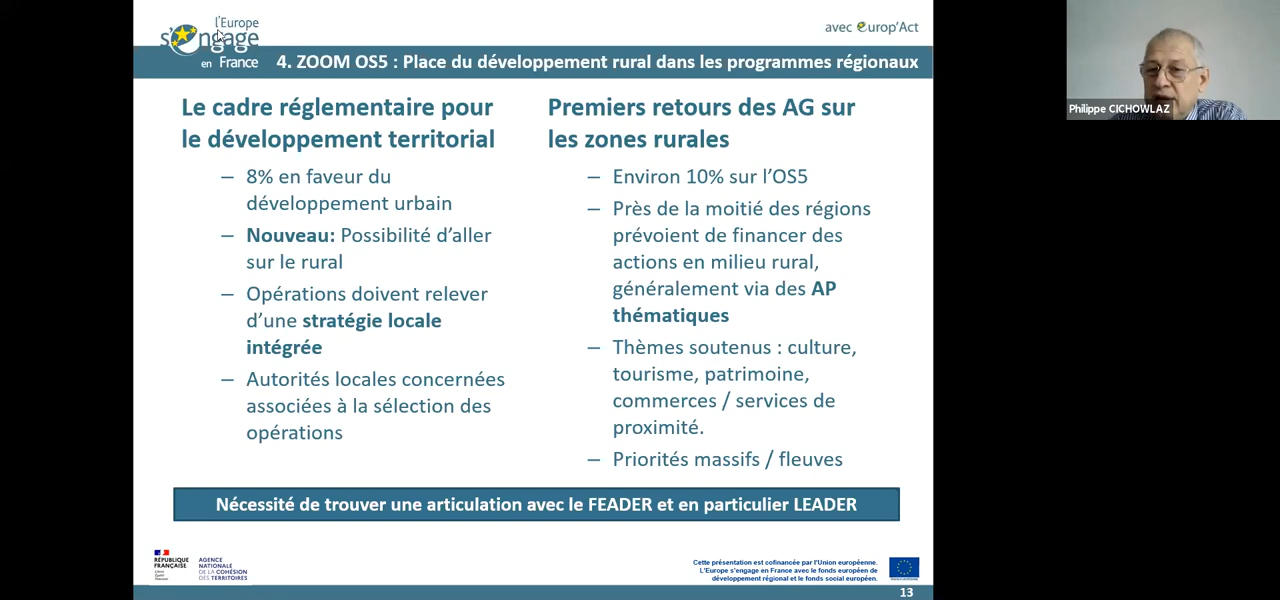 l'Europe
s'engage
en France
avec Europ'Act
4. ZOOM OS5 : Place du développement rural dans les programmes régionaux
Philippe CICHOWLAZ
Le cadre réglementaire pour
le développement territorial
– 8% en faveur du
développement urbain
– Nouveau: Possibilité d'aller
sur le rural
– Opérations doivent relever
d'une stratégie locale
intégrée
– Autorités locales concernées
associées à la sélection des
opérations
Premiers retours des AG sur
les zones rurales
– Environ 10% sur l'OS5
– Près de la moitié des régions
prévoient de financer des
actions en milieu rural,
généralement via des AP
thématiques
– Thèmes soutenus : culture,
tourisme, patrimoine,
commerces / services de
proximité.
– Priorités massifs / fleuves
Nécessité de trouver une articulation avec le FEADER et en particulier LEADER
RÉPUBLIQUE
FRANÇAISE
AGENCE
NATIONALE
DE LA COHÉSION
DES TERRITOIRES
Cette présentation est cofinancée par l'Union européenne.
L'Europe s'engage en France avec le fonds européen de
développement régional et le fonds social européen.
13